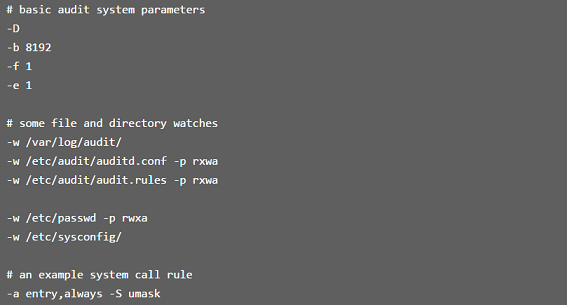 # basic audit system parameters
-D
-b 8192
-f 1
-e 1
# some file and directory watches
-w /var/log/audit/
-w /etc/audit/auditd.conf -p rxwa
-w /etc/audit/audit.rules -p rxwa
-w /etc/passwd -p rwxa
-w /etc/sysconfig/
# an example system call rule
-a entry,always -S umask